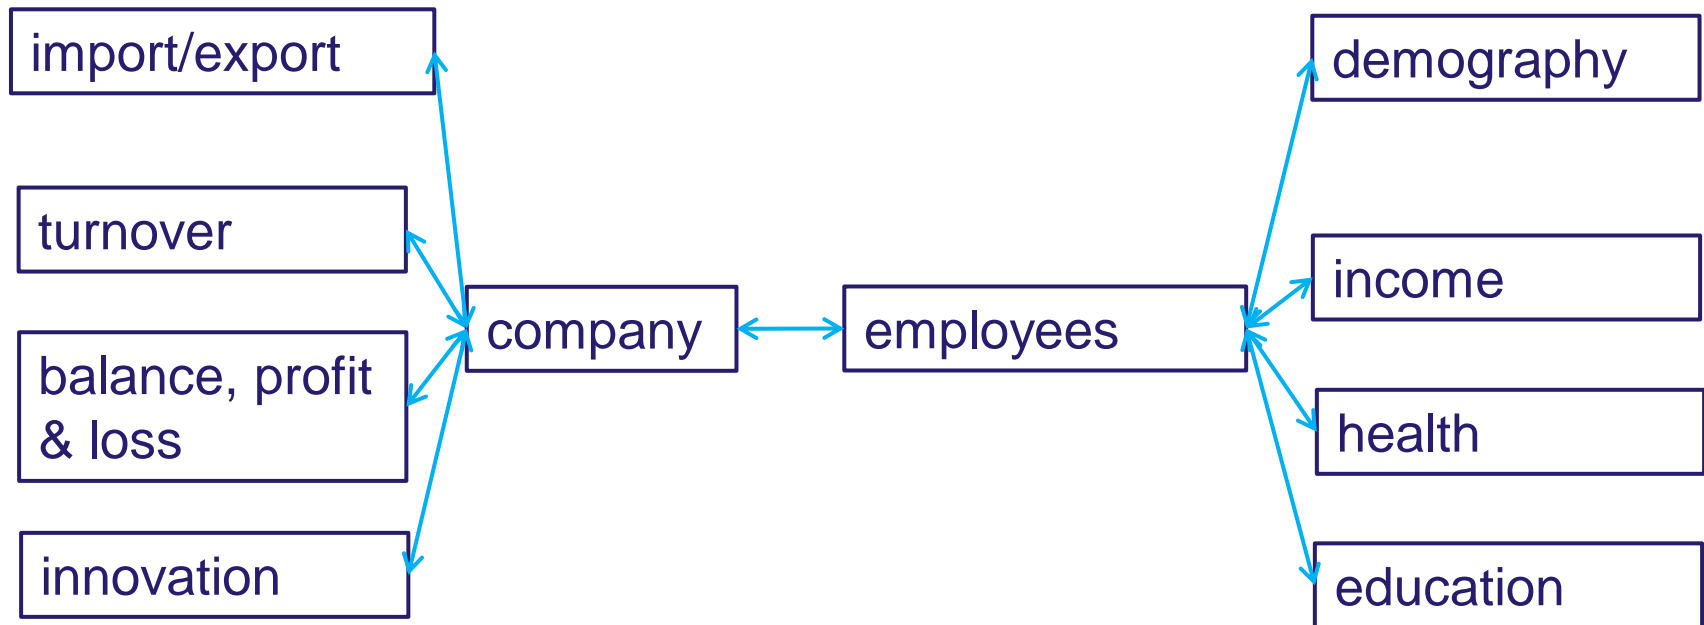 import/export
turnover
balance, profit
& loss
innovation
company
employees
demography
income
health
education